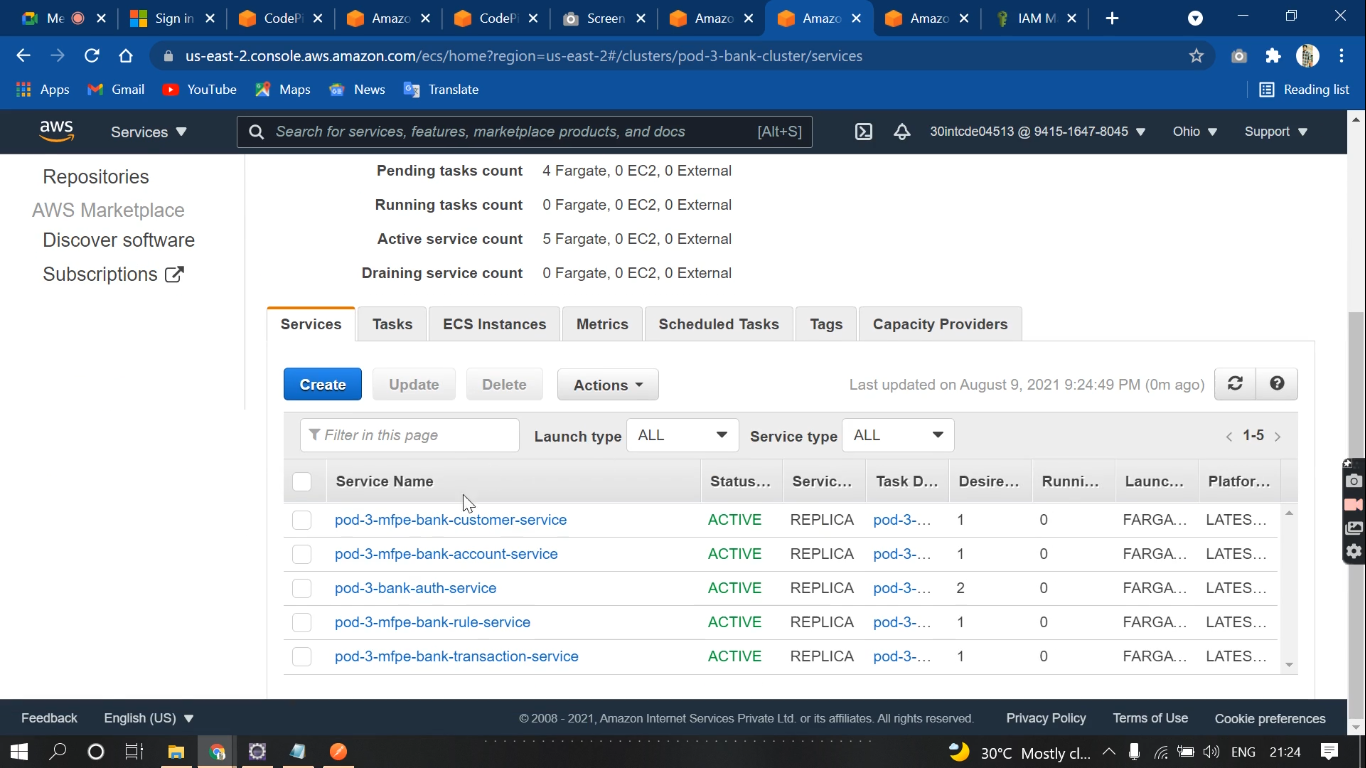 Me
Sign in
CodeP
Amazo
CodeP
Screen
Amazo
Amazo
Amazo
IAM M
us-east-2.console.aws.amazon.com/ecs/home?region=us-east-2#/clusters/pod-3-bank-cluster/services
Apps Gmail YouTube Maps News Translate Reading list
aws Services Search for services, features, marketplace products, and docs [Alt+S] 30intcde04513 @ 9415-1647-8045 Ohio Support
Repositories
AWS Marketplace
Discover software
Subscriptions
Pending tasks count 4 Fargate, 0 EC2, 0 External
Running tasks count 0 Fargate, 0 EC2, 0 External
Active service count 5 Fargate, 0 EC2, 0 External
Draining service count 0 Fargate, 0 EC2, 0 External
Services Tasks ECS Instances Metrics Scheduled Tasks Tags Capacity Providers
Create Update Delete Actions Last updated on August 9, 2021 9:24:49 PM (0m ago)
Filter in this page Launch type ALL Service type ALL 1-5
Service Name Status... Servic... Task D... Desire... Runni... Launc... Platfor...
pod-3-mfpe-bank-customer-service ACTIVE REPLICA pod-3-... 1 0 FARGA... LATES...
pod-3-mfpe-bank-account-service ACTIVE REPLICA pod-3-... 1 0 FARGA... LATES...
pod-3-bank-auth-service ACTIVE REPLICA pod-3-... 2 0 FARGA... LATES...
pod-3-mfpe-bank-rule-service ACTIVE REPLICA pod-3-... 1 0 FARGA... LATES...
pod-3-mfpe-bank-transaction-service ACTIVE REPLICA pod-3-... 1 0 FARGA... LATES...
Feedback English (US) © 2008 - 2021, Amazon Internet Services Private Ltd. or its affiliates. All rights reserved. Privacy Policy Terms of Use Cookie preferences
30°C Mostly cl... ENG 21:24